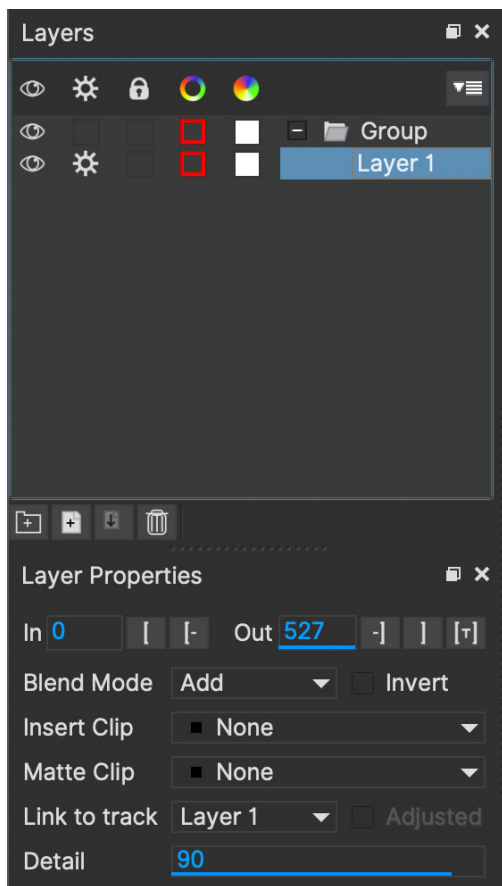 Layers
Group
Layer 1
Layer Properties
In 0 [ [- Out 527 -] ] [T]
Blend Mode Add Invert
Insert Clip None
Matte Clip None
Link to track Layer 1 Adjusted
Detail 90